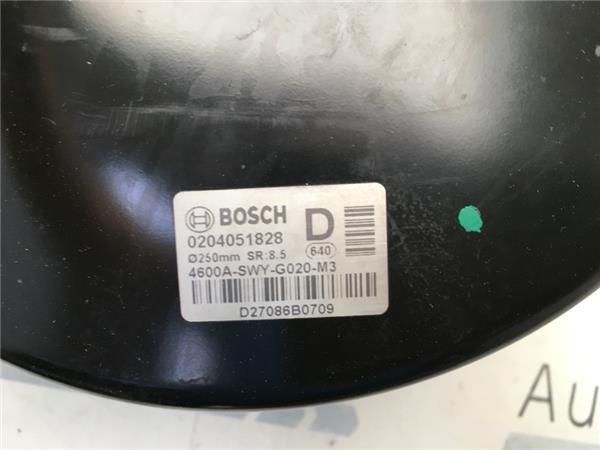 BOSCH D
0204051828
Ø250mm SR:8.5 640
4600A-SWY-G020-M3
D27086B0709
Au